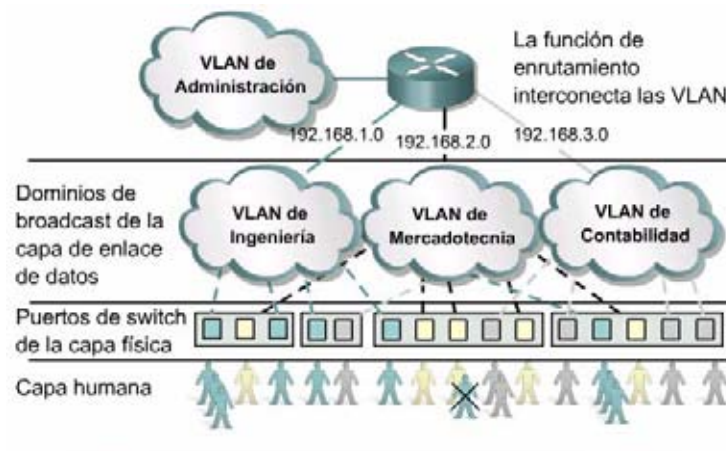 VLAN de
Administración
La función de
enrutamiento
interconecta las VLAN
192.168.1.0
192.168.2.0
192.168.3.0
Dominios de
broadcast de la
capa de enlace
de datos
VLAN de
Ingeniería
VLAN de
Mercadotecnia
VLAN de
Contabilidad
Puertos de switch
de la capa física
Capa humana